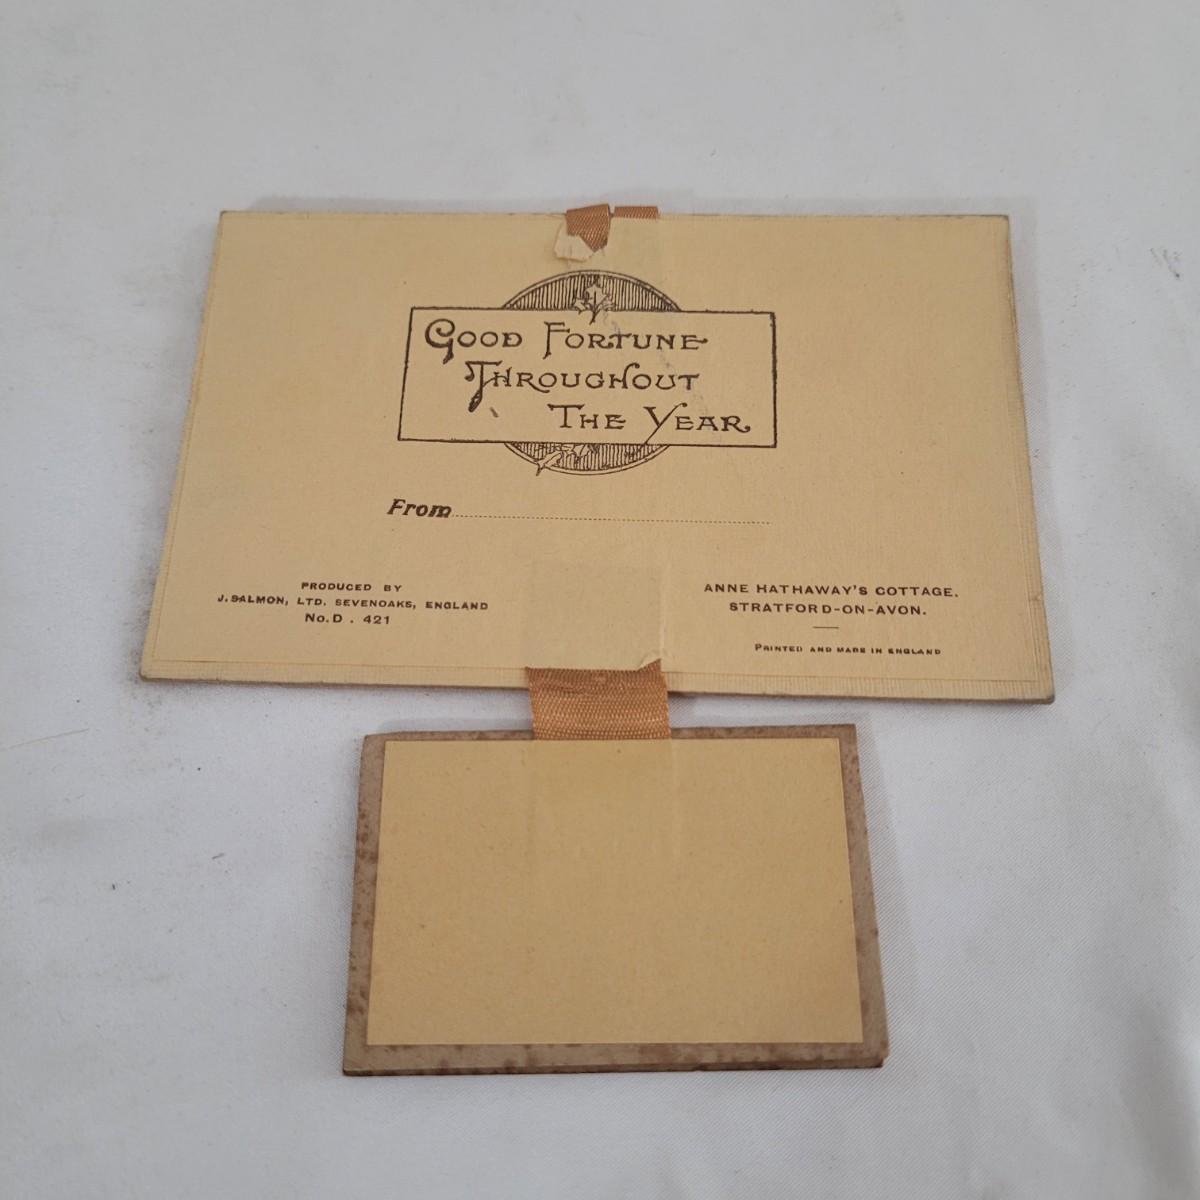 Good Fortune
Throughout
The Year
From
PRODUCED BY
J. SALMON, LTD. SEVENOAKS, ENGLAND
No. D . 421
ANNE HATHAWAY'S COTTAGE.
STRATFORD-ON-AVON.
PRINTED AND MADE IN ENGLAND